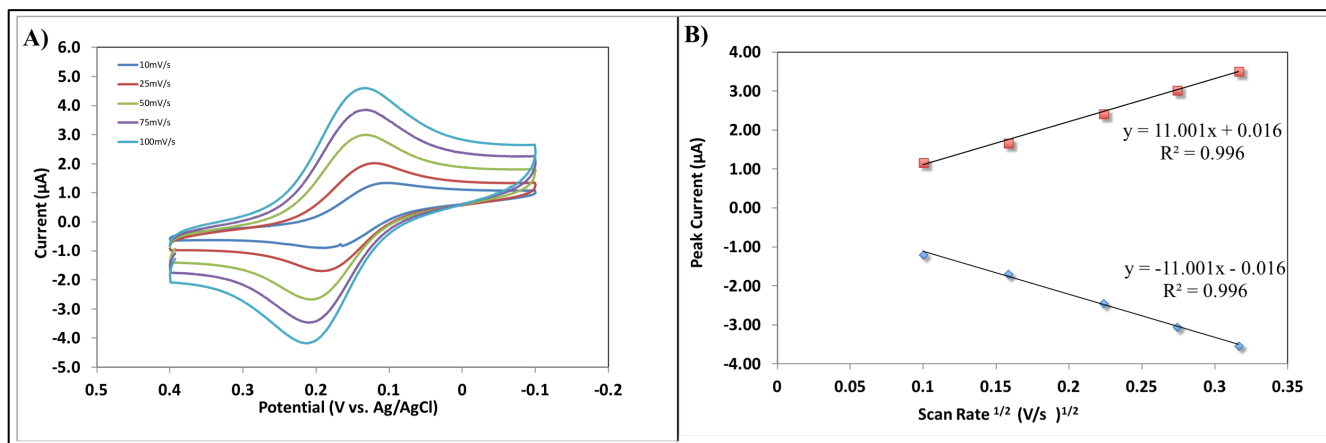 A)
6.0
5.0
4.0
3.0
2.0
1.0
0.0
-1.0
-2.0
-3.0
-4.0
-5.0
Current (µA)
10mV/s
25mV/s
50mV/s
75mV/s
100mV/s
0.5 0.4 0.3 0.2 0.1 0 -0.1 -0.2
Potential (V vs. Ag/AgCl)
B)
4.00
3.00
2.00
1.00
0.00
-1.00
-2.00
-3.00
-4.00
Peak Current (µA)
y = 11.001x + 0.016
R² = 0.996
y = -11.001x - 0.016
R² = 0.996
0 0.05 0.1 0.15 0.2 0.25 0.3 0.35
Scan Rate ¹/² (V/s )¹/²